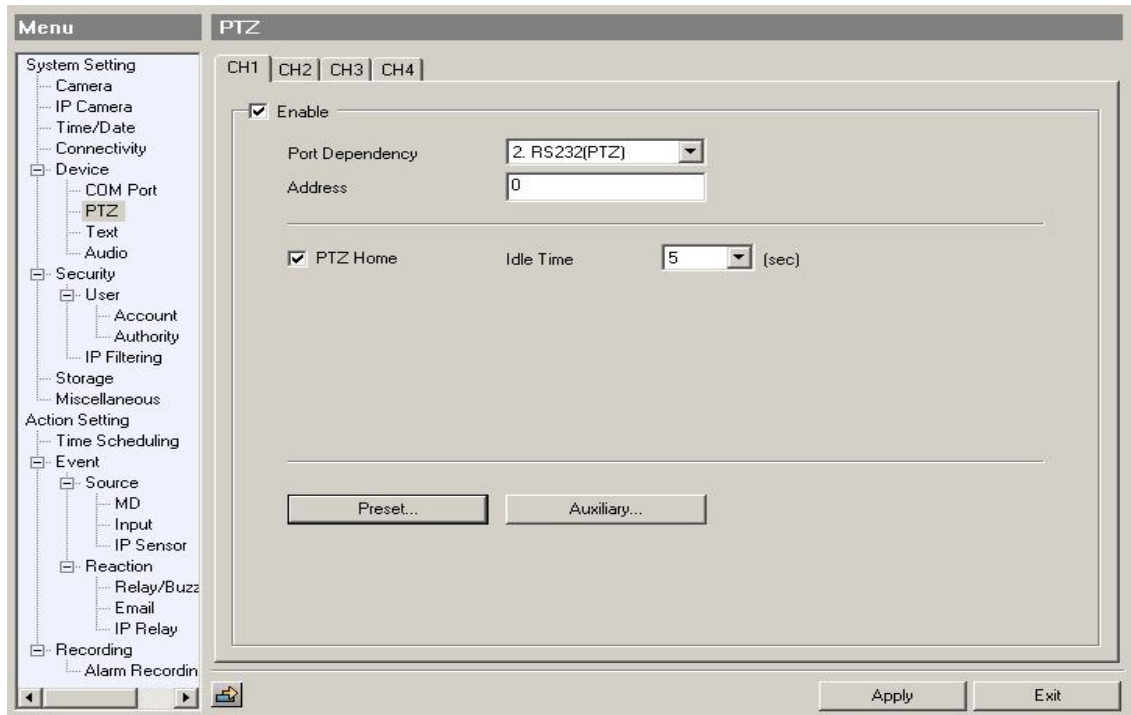 Menu
System Setting
Camera
IP Camera
Time/Date
Connectivity
Device
COM Port
PTZ
Text
Audio
Security
User
Account
Authority
IP Filtering
Storage
Miscellaneous
Action Setting
Time Scheduling
Event
Source
MD
Input
IP Sensor
Reaction
Relay/Buzz
Email
IP Relay
Recording
Alarm Recordin
PTZ
CH1 CH2 CH3 CH4
Enable
Port Dependency 2. RS232(PTZ)
Address 0
PTZ Home Idle Time 5 (sec)
Preset... Auxiliary...
Apply Exit